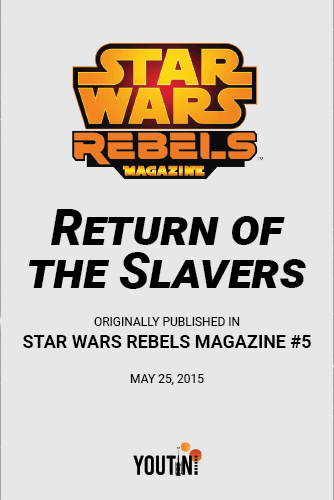 STAR
WARS
REBELS
™
MAGAZINE
RETURN OF
THE SLAVERS
ORIGINALLY PUBLISHED IN
STAR WARS REBELS MAGAZINE #5
MAY 25, 2015
YOUTINI